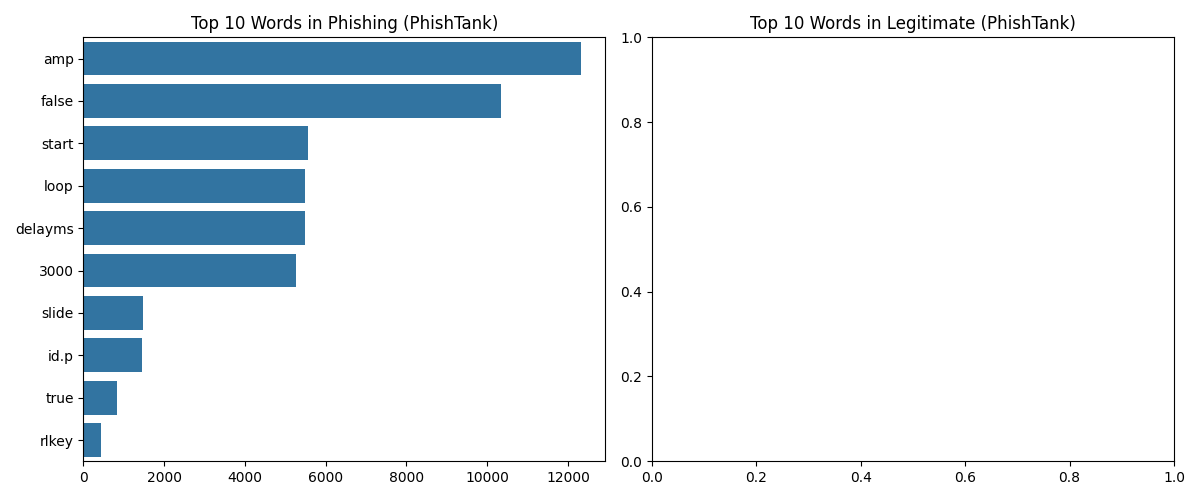 Top 10 Words in Phishing (PhishTank)
amp
false
start
loop
delayms
3000
slide
id.p
true
rlkey
0 2000 4000 6000 8000 10000 12000
Top 10 Words in Legitimate (PhishTank)
1.0
0.8
0.6
0.4
0.2
0.0
0.0 0.2 0.4 0.6 0.8 1.0